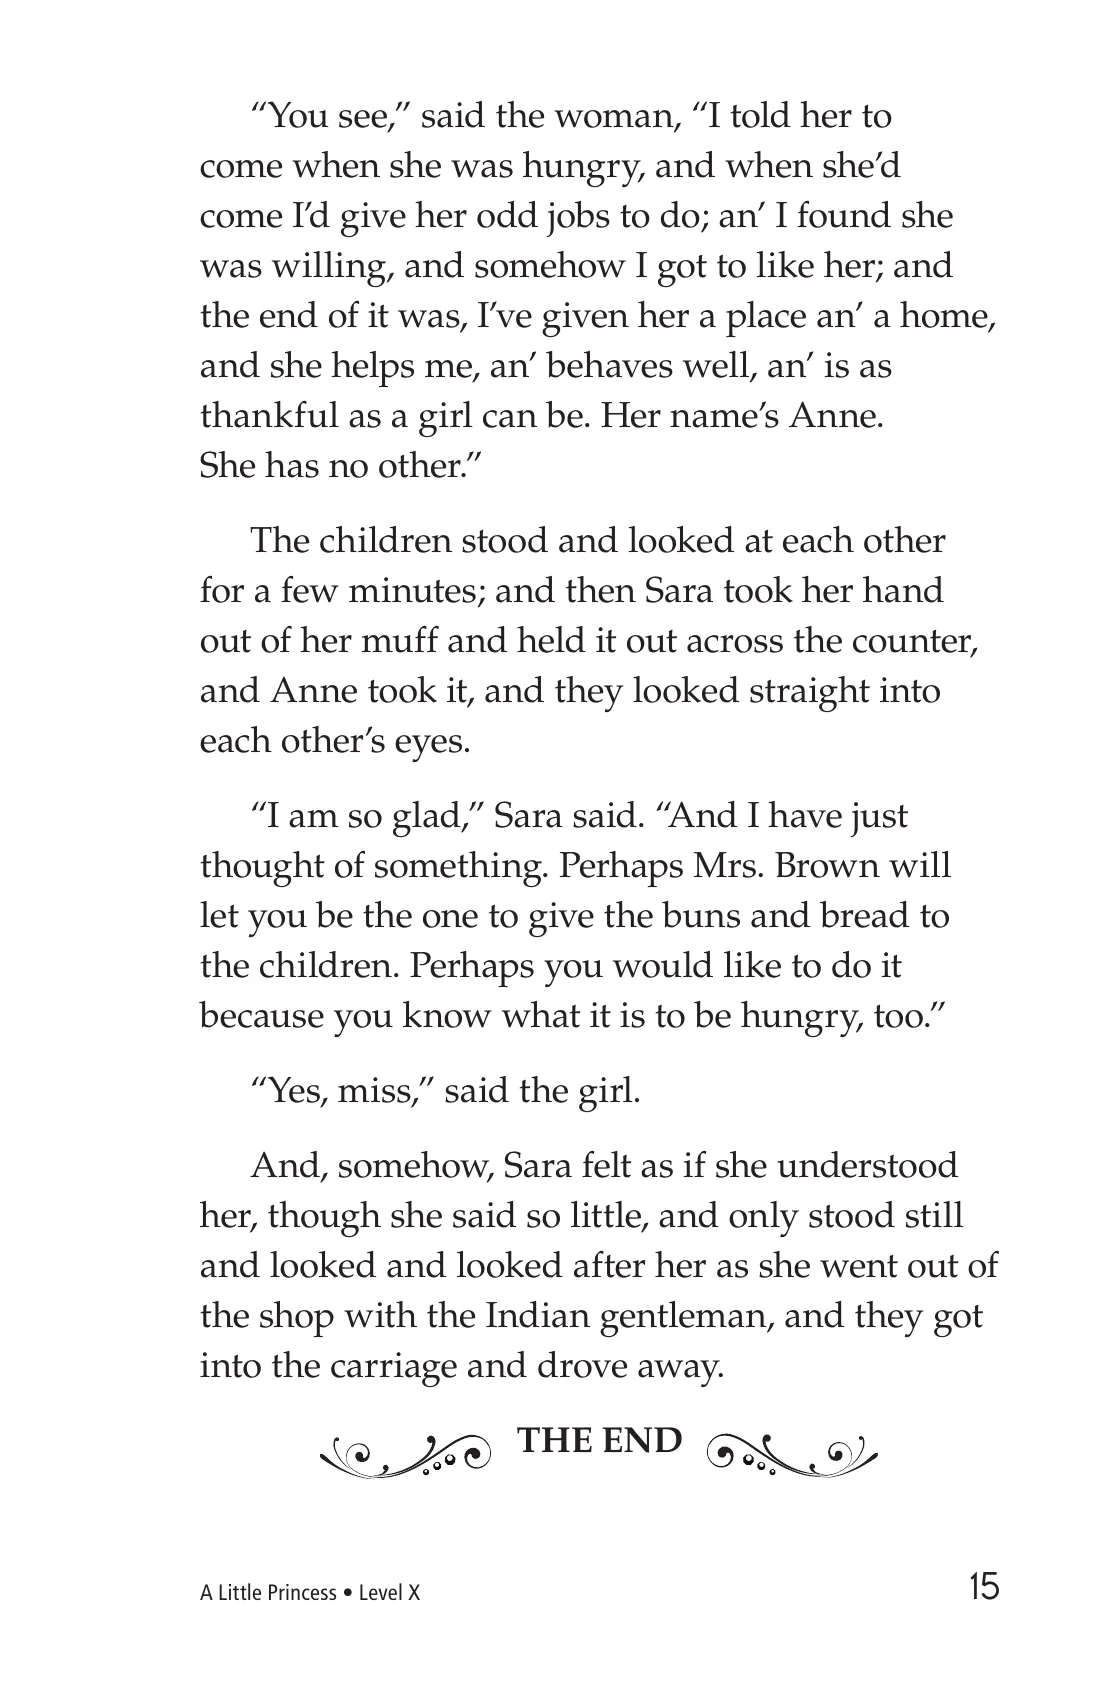 “You see,” said the woman, “I told her to
come when she was hungry, and when she’d
come I’d give her odd jobs to do; an’ I found she
was willing, and somehow I got to like her; and
the end of it was, I’ve given her a place an’ a home,
and she helps me, an’ behaves well, an’ is as
thankful as a girl can be. Her name’s Anne.
She has no other.”
The children stood and looked at each other
for a few minutes; and then Sara took her hand
out of her muff and held it out across the counter,
and Anne took it, and they looked straight into
each other’s eyes.
“I am so glad,” Sara said. “And I have just
thought of something. Perhaps Mrs. Brown will
let you be the one to give the buns and bread to
the children. Perhaps you would like to do it
because you know what it is to be hungry, too.”
“Yes, miss,” said the girl.
And, somehow, Sara felt as if she understood
her, though she said so little, and only stood still
and looked and looked after her as she went out of
the shop with the Indian gentleman, and they got
into the carriage and drove away.
THE END
A Little Princess • Level X
15